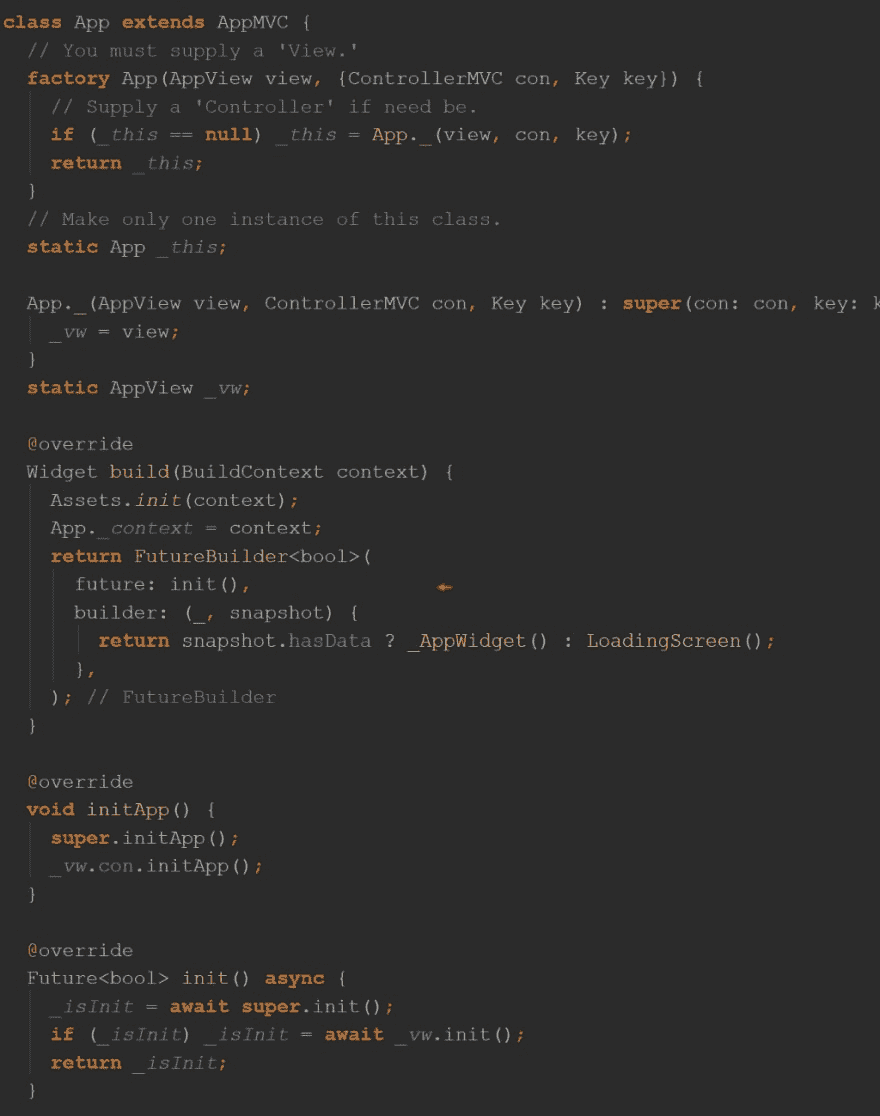 class App extends AppMVC {
  // You must supply a 'View.'
  factory App(AppView view, {ControllerMVC con, Key key}) {
    // Supply a 'Controller' if need be.
    if (_this == null) _this = App._(view, con, key);
    return _this;
  }
  // Make only one instance of this class.
  static App _this;

  App._(AppView view, ControllerMVC con, Key key) : super(con: con, key: k
    _vw = view;
  }
  static AppView _vw;

  @override
  Widget build(BuildContext context) {
    Assets.init(context);
    App._context = context;
    return FutureBuilder<bool>(
      future: init(),
      builder: (_, snapshot) {
        return snapshot.hasData ? _AppWidget() : LoadingScreen();
      },
    ); // FutureBuilder
  }

  @override
  void initApp() {
    super.initApp();
    _vw.con.initApp();
  }

  @override
  Future<bool> init() async {
    _isInit = await super.init();
    if (_isInit) _isInit = await _vw.init();
    return _isInit;
  }